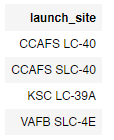 launch_site
CCAFS LC-40
CCAFS SLC-40
KSC LC-39A
VAFB SLC-4E